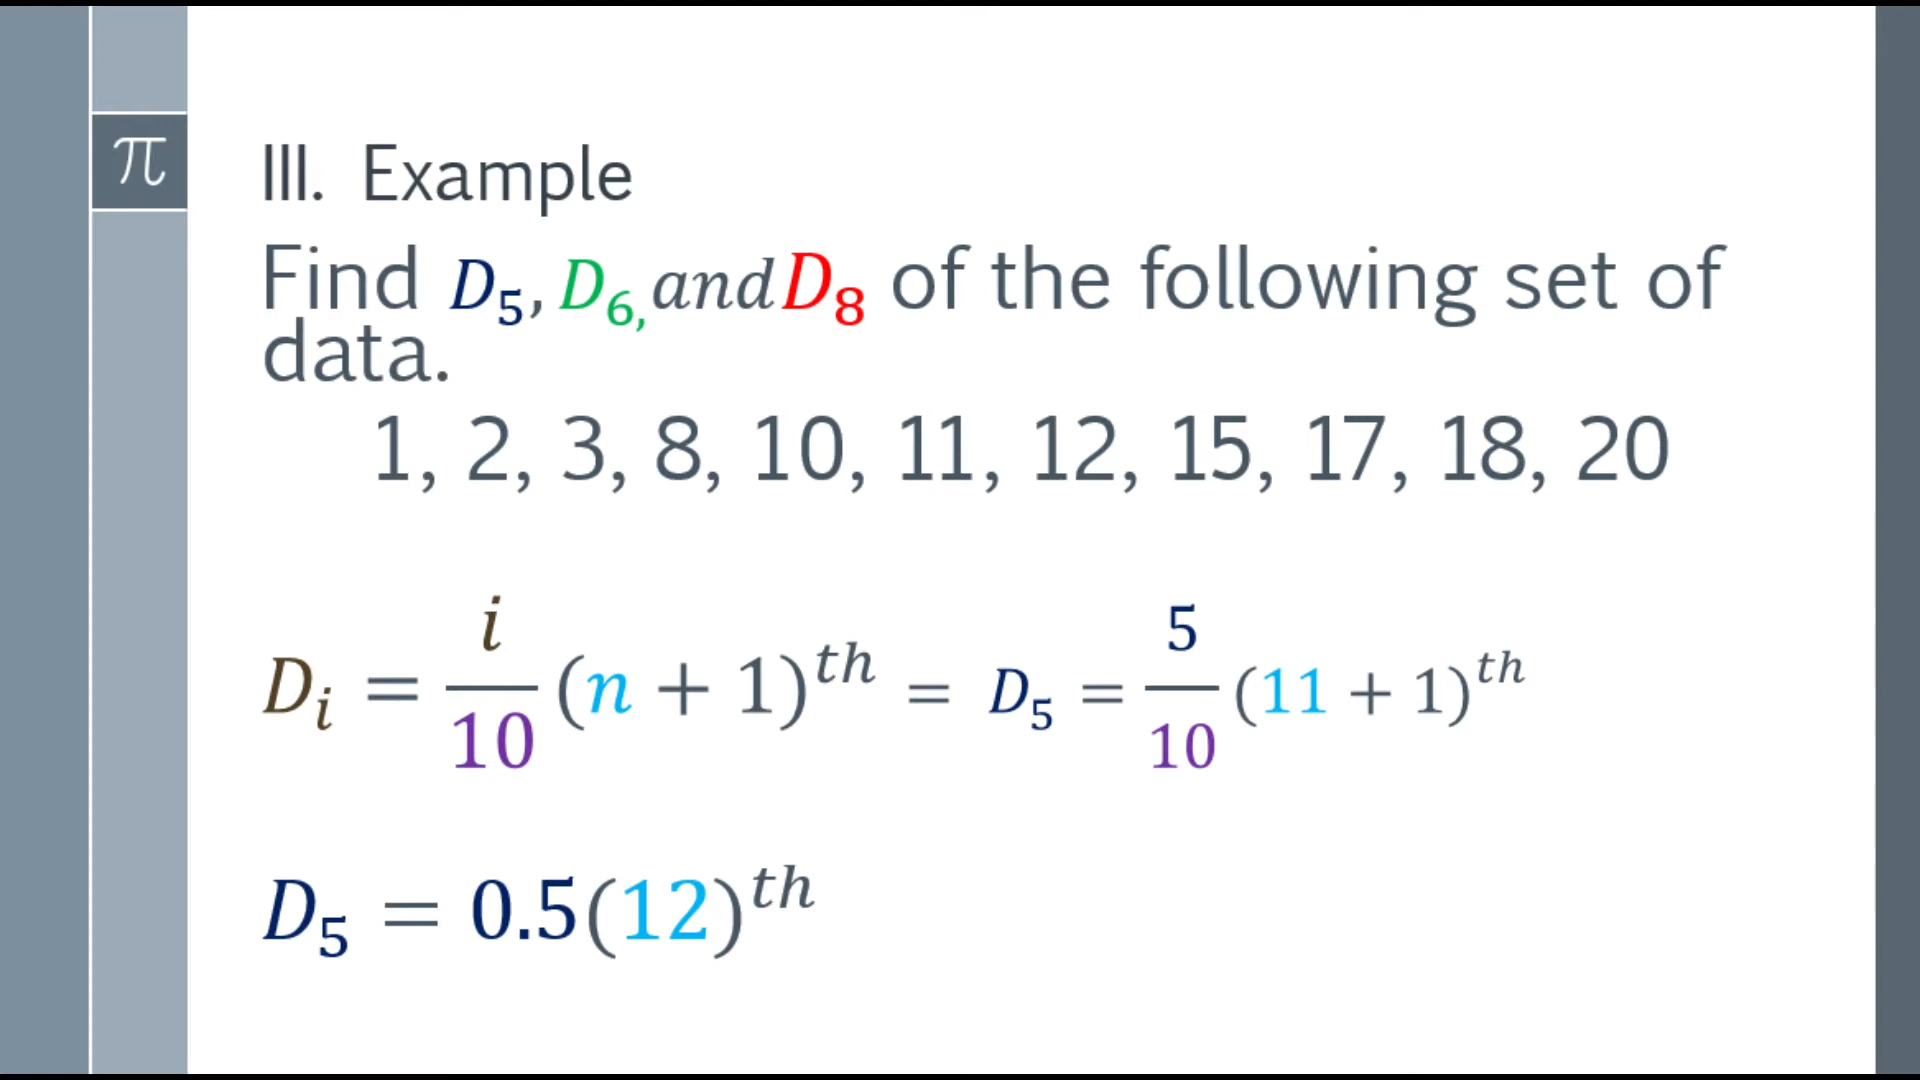 π
III. Example
Find D₅, D₆, and D₈ of the following set of
data.
1, 2, 3, 8, 10, 11, 12, 15, 17, 18, 20
Dᵢ = i/10 (n + 1)ᵗʰ = D₅ = 5/10 (11 + 1)ᵗʰ
D₅ = 0.5(12)ᵗʰ